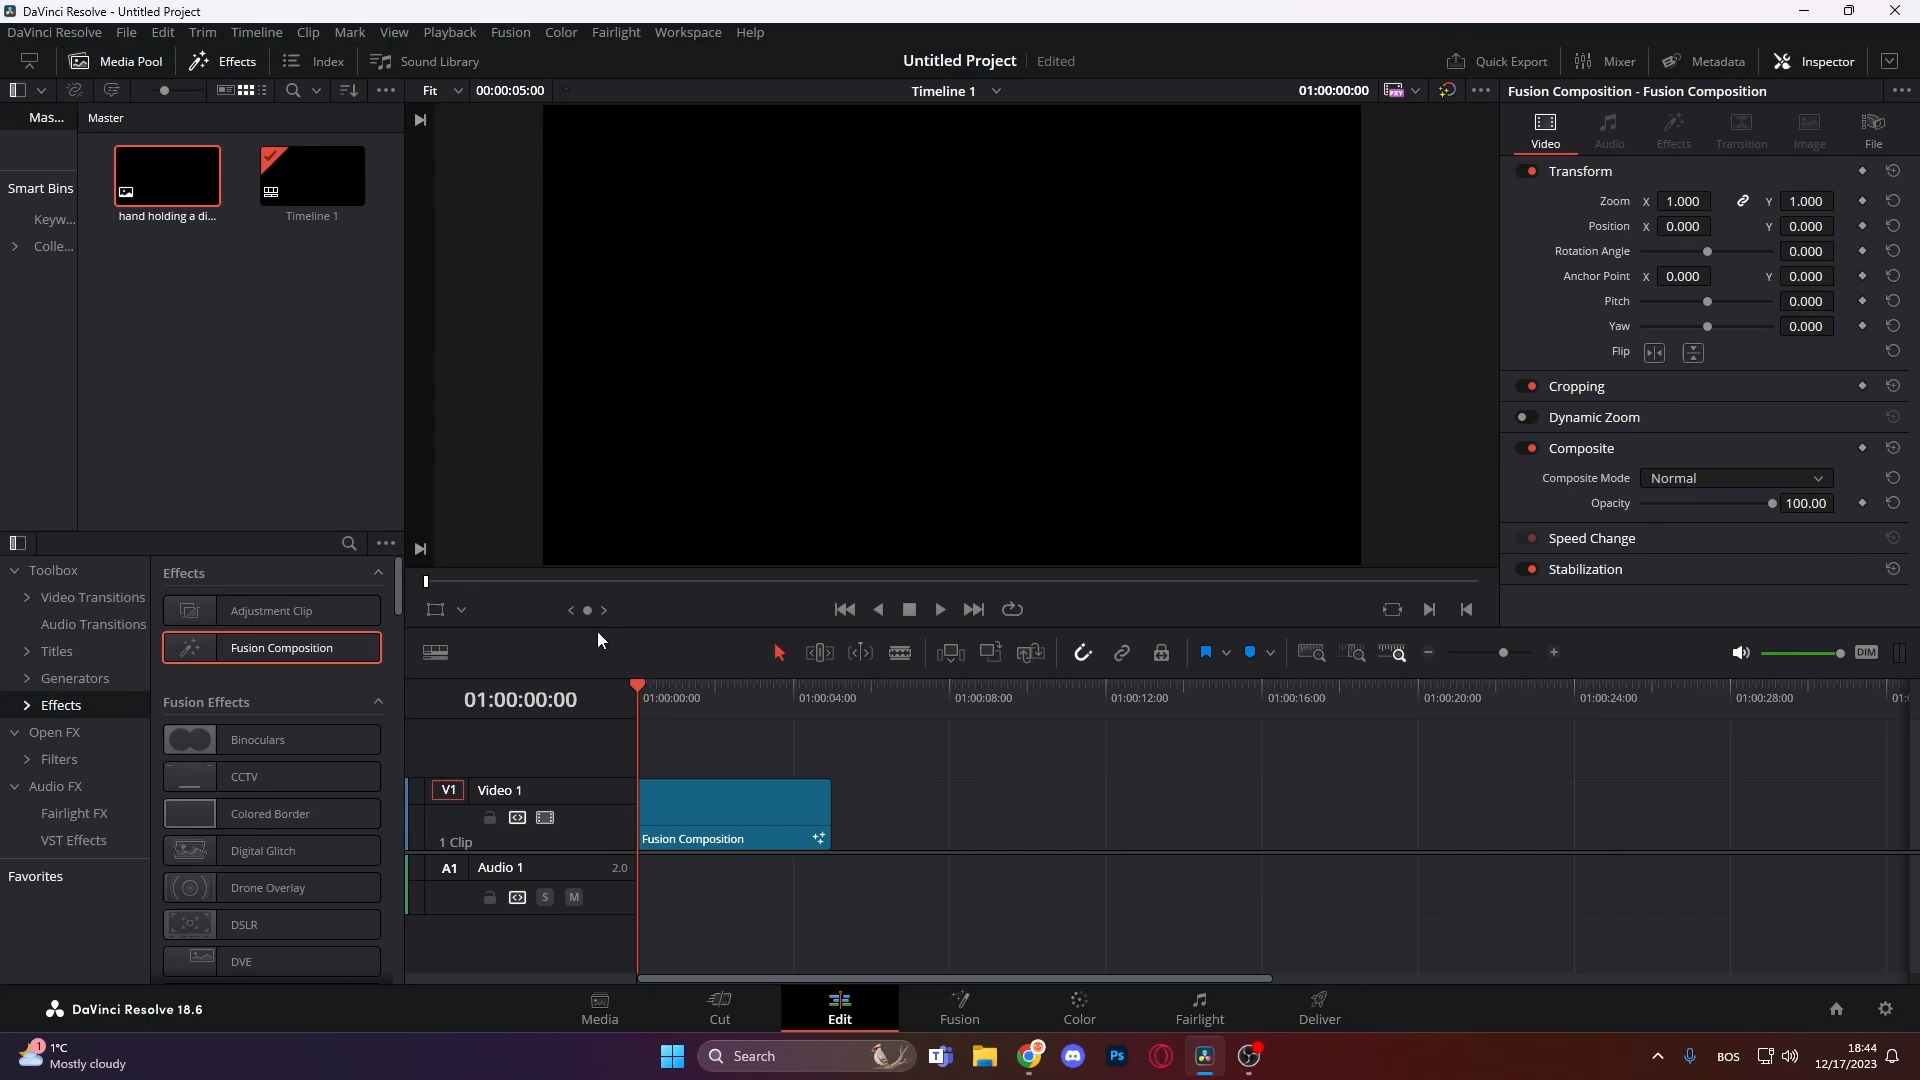 DaVinci Resolve - Untitled Project
DaVinci Resolve File Edit Trim Timeline Clip Mark View Playback Fusion Color Fairlight Workspace Help
Media Pool Effects Index Sound Library Untitled Project Edited Quick Export Mixer Metadata Inspector
Fit 00:00:05:00 Timeline 1 01:00:00:00 PXY Fusion Composition - Fusion Composition
Mas... Master
Video Audio Effects Transition Image File
Smart Bins
Keyw...
Colle...
hand holding a di... Timeline 1
Transform
Zoom X 1.000 Y 1.000
Position X 0.000 Y 0.000
Rotation Angle 0.000
Anchor Point X 0.000 Y 0.000
Pitch 0.000
Yaw 0.000
Flip
Cropping
Dynamic Zoom
Composite
Composite Mode Normal
Opacity 100.00
Speed Change
Stabilization
Toolbox
Video Transitions
Audio Transitions
Titles
Generators
Effects
Open FX
Filters
Audio FX
Fairlight FX
VST Effects
Favorites
Effects
Adjustment Clip
Fusion Composition
Fusion Effects
Binoculars
CCTV
Colored Border
Digital Glitch
Drone Overlay
DSLR
DVE
DIM
01:00:00:00 01:00:00:00 01:00:04:00 01:00:08:00 01:00:12:00 01:00:16:00 01:00:20:00 01:00:24:00 01:00:28:00 01:
V1 Video 1
1 Clip
Fusion Composition
A1 Audio 1 2.0
S M
DaVinci Resolve 18.6
Media Cut Edit Fusion Color Fairlight Deliver
1
1°C
Mostly cloudy
Search
Ps
BOS
18:44
12/17/2023